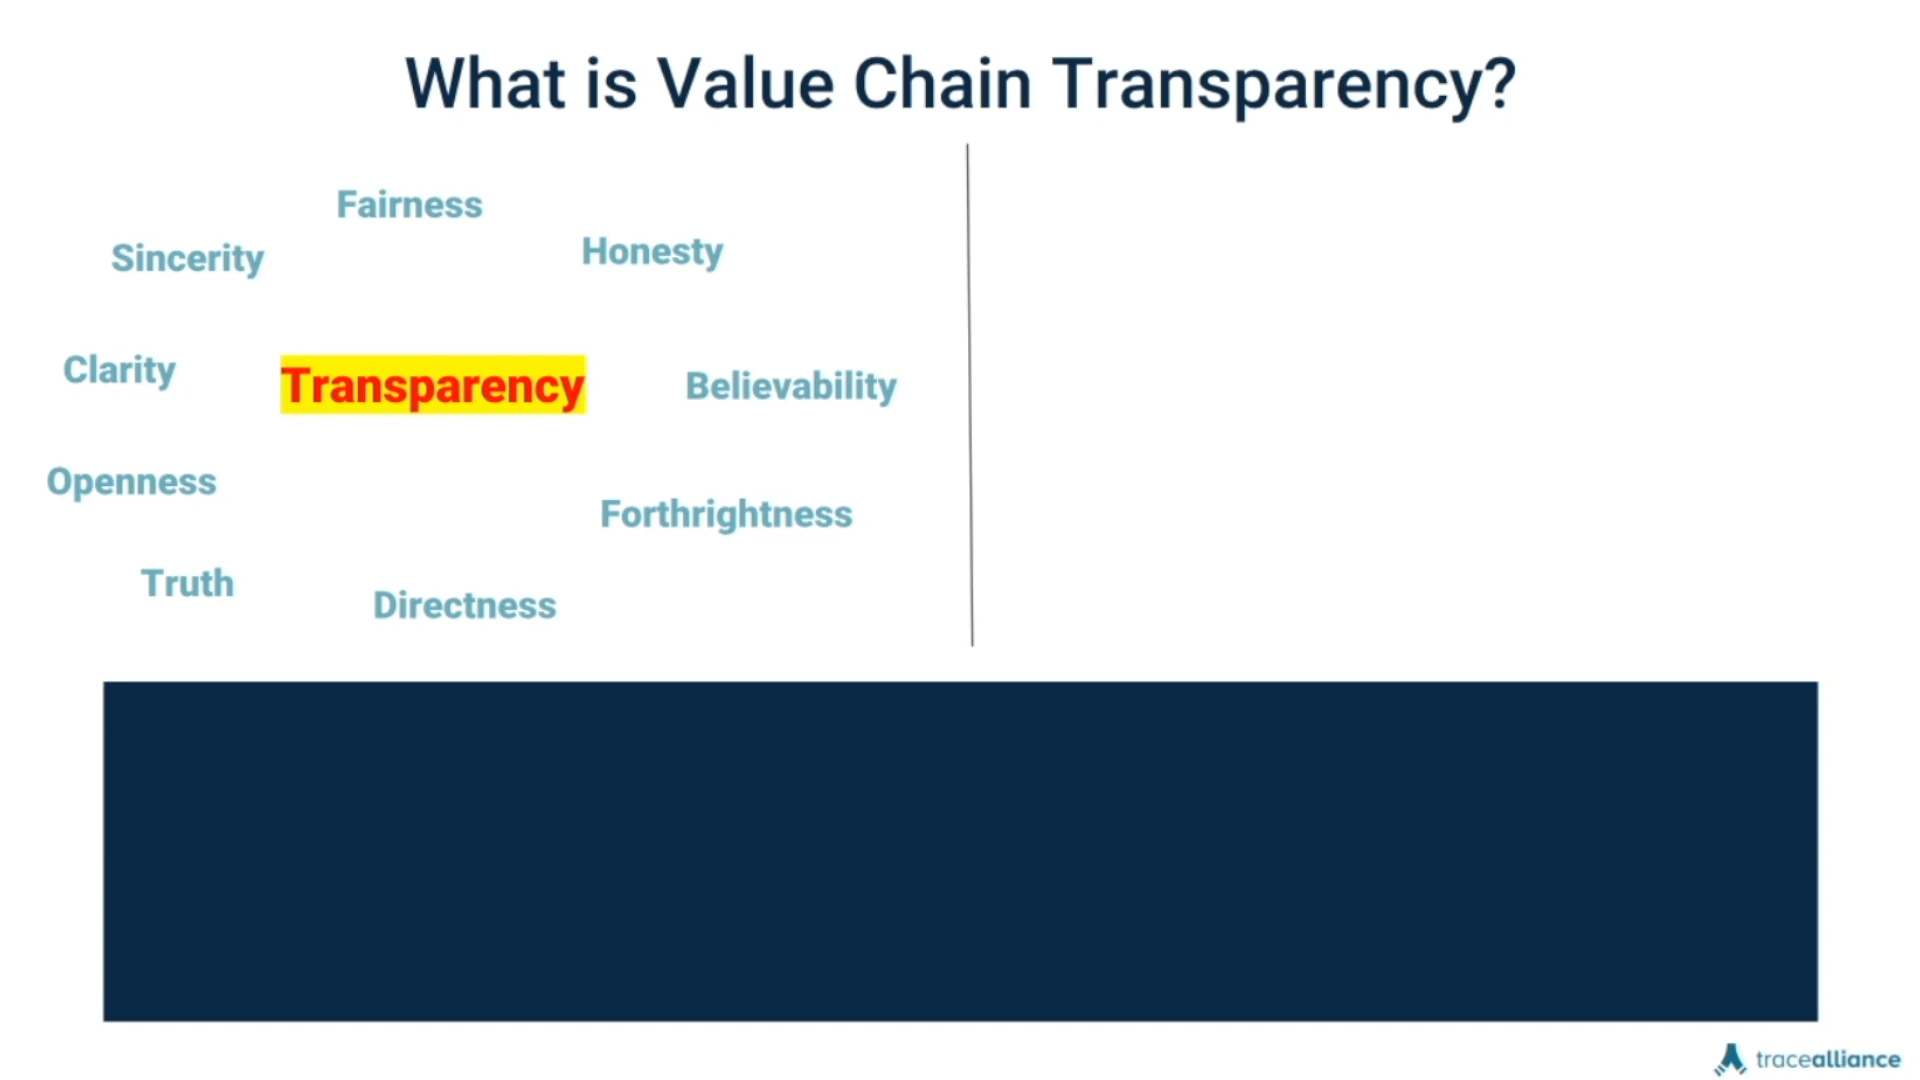 What is Value Chain Transparency?
Fairness
Sincerity
Honesty
Clarity
Transparency
Believability
Openness
Forthrightness
Truth
Directness
tracealliance